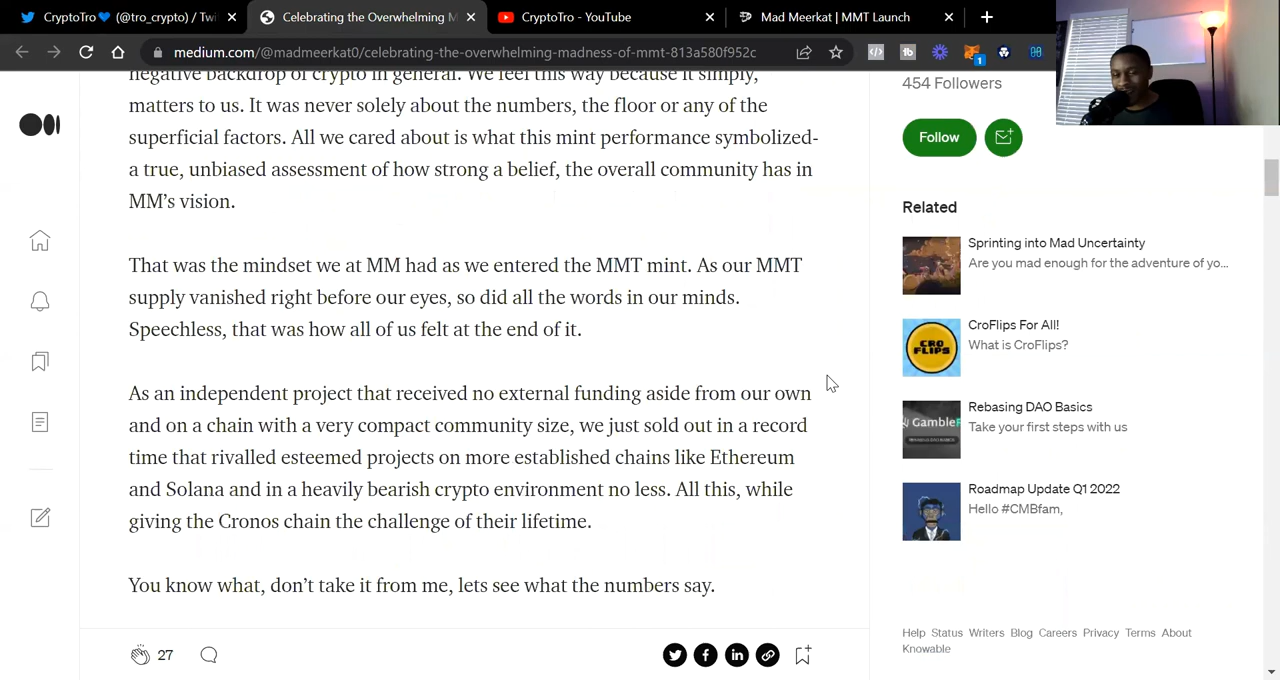 CryptoTro💙 (@tro_crypto) / Twi
Celebrating the Overwhelming M
CryptoTro - YouTube
Mad Meerkat | MMT Launch
medium.com/@madmeerkat0/celebrating-the-overwhelming-madness-of-mmt-813a580f952c
tb
1
negative backdrop of crypto in general. We feel this way because it simply,
matters to us. It was never solely about the numbers, the floor or any of the
superficial factors. All we cared about is what this mint performance symbolized-
a true, unbiased assessment of how strong a belief, the overall community has in
MM's vision.
That was the mindset we at MM had as we entered the MMT mint. As our MMT
supply vanished right before our eyes, so did all the words in our minds.
Speechless, that was how all of us felt at the end of it.
As an independent project that received no external funding aside from our own
and on a chain with a very compact community size, we just sold out in a record
time that rivalled esteemed projects on more established chains like Ethereum
and Solana and in a heavily bearish crypto environment no less. All this, while
giving the Cronos chain the challenge of their lifetime.
You know what, don't take it from me, lets see what the numbers say.
27
454 Followers
Follow
Related
Sprinting into Mad Uncertainty
Are you mad enough for the adventure of yo...
CRO
FLIPS
CroFlips For All!
What is CroFlips?
Gamble
Rebasing DAO Basics
Take your first steps with us
Roadmap Update Q1 2022
Hello #CMBfam,
Help Status Writers Blog Careers Privacy Terms About
Knowable